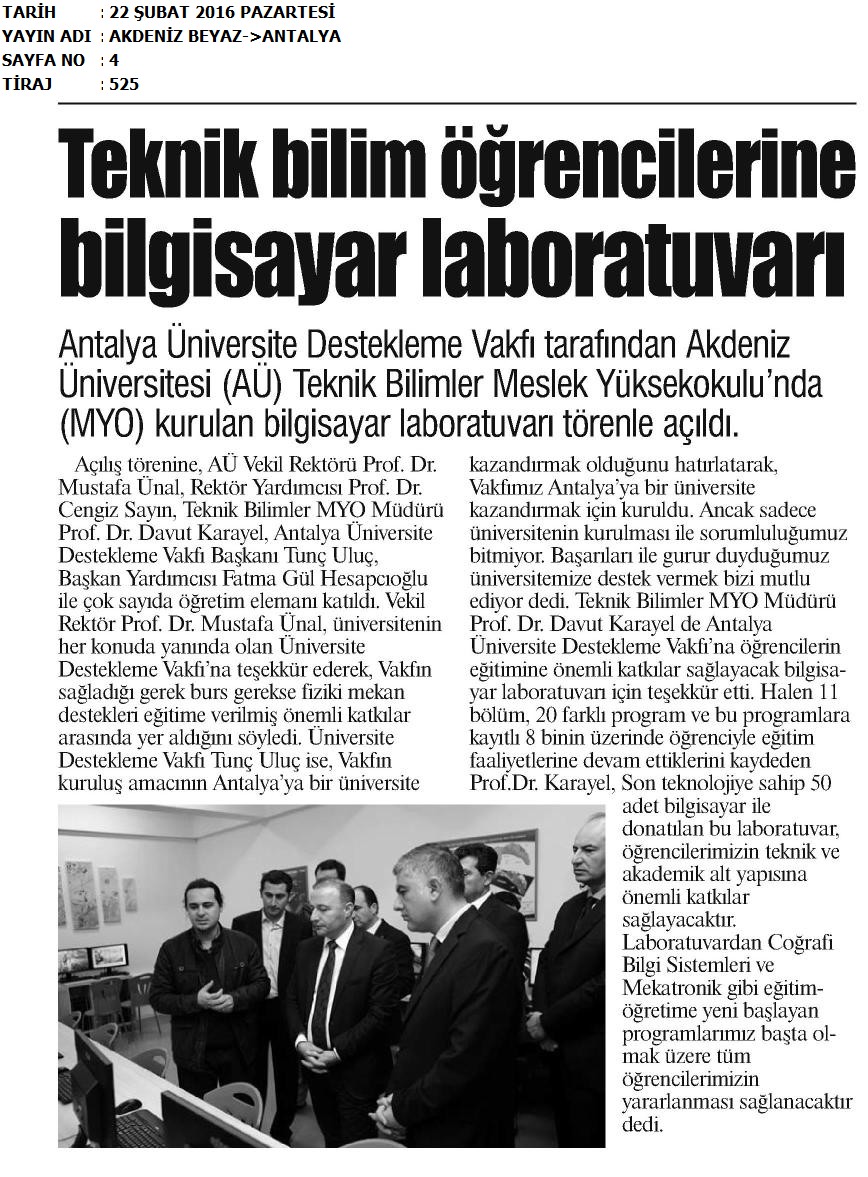 TARİH : 22 ŞUBAT 2016 PAZARTESİ
YAYIN ADI : AKDENİZ BEYAZ->ANTALYA
SAYFA NO : 4
TİRAJ : 525
Teknik bilim öğrencilerine
bilgisayar laboratuvarı
Antalya Üniversite Destekleme Vakfı tarafından Akdeniz
Üniversitesi (AÜ) Teknik Bilimler Meslek Yüksekokulu'nda
(MYO) kurulan bilgisayar laboratuvarı törenle açıldı.
Açılış törenine, AÜ Vekil Rektörü Prof. Dr.
Mustafa Ünal, Rektör Yardımcısı Prof. Dr.
Cengiz Sayın, Teknik Bilimler MYO Müdürü
Prof. Dr. Davut Karayel, Antalya Üniversite
Destekleme Vakfı Başkanı Tunç Uluç,
Başkan Yardımcısı Fatma Gül Hesapcıoğlu
ile çok sayıda öğretim elemanı katıldı. Vekil
Rektör Prof. Dr. Mustafa Ünal, üniversitenin
her konuda yanında olan Üniversite
Destekleme Vakfı'na teşekkür ederek, Vakfın
sağladığı gerek burs gerekse fiziki mekan
destekleri eğitime verilmiş önemli katkılar
arasında yer aldığını söyledi. Üniversite
Destekleme Vakfı Tunç Uluç ise, Vakfın
kuruluş amacının Antalya'ya bir üniversite
kazandırmak olduğunu hatırlatarak,
Vakfımız Antalya'ya bir üniversite
kazandırmak için kuruldu. Ancak sadece
üniversitenin kurulması ile sorumluluğumuz
bitmiyor. Başarıları ile gurur duyduğumuz
üniversitemize destek vermek bizi mutlu
ediyor dedi. Teknik Bilimler MYO Müdürü
Prof. Dr. Davut Karayel de Antalya
Üniversite Destekleme Vakfı'na öğrencilerin
eğitimine önemli katkılar sağlayacak bilgisa-
yar laboratuvarı için teşekkür etti. Halen 11
bölüm, 20 farklı program ve bu programlara
kayıtlı 8 binin üzerinde öğrenciyle eğitim
faaliyetlerine devam ettiklerini kaydeden
Prof.Dr. Karayel, Son teknolojiye sahip 50
adet bilgisayar ile
donatılan bu laboratuvar,
öğrencilerimizin teknik ve
akademik alt yapısına
önemli katkılar
sağlayacaktır.
Laboratuvardan Coğrafi
Bilgi Sistemleri ve
Mekatronik gibi eğitim-
öğretime yeni başlayan
programlarımız başta ol-
mak üzere tüm
öğrencilerimizin
yararlanması sağlanacaktır
dedi.